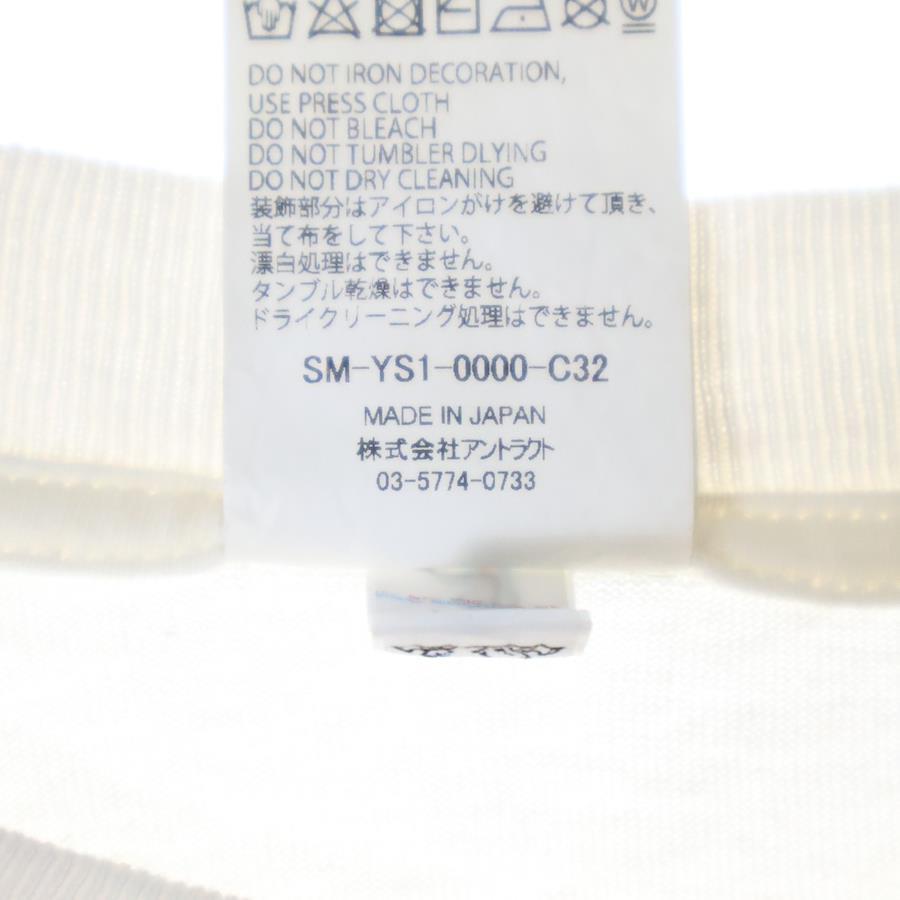 DO NOT IRON DECORATION,
USE PRESS CLOTH
DO NOT BLEACH
DO NOT TUMBLER DLYING
DO NOT DRY CLEANING
装飾部分はアイロンがけを避けて頂き、
当て布をして下さい。
漂白処理はできません。
タンブル乾燥はできません。
ドライクリーニング処理はできません。
SM-YS1-0000-C32
MADE IN JAPAN
株式会社アントラクト
03-5774-0733